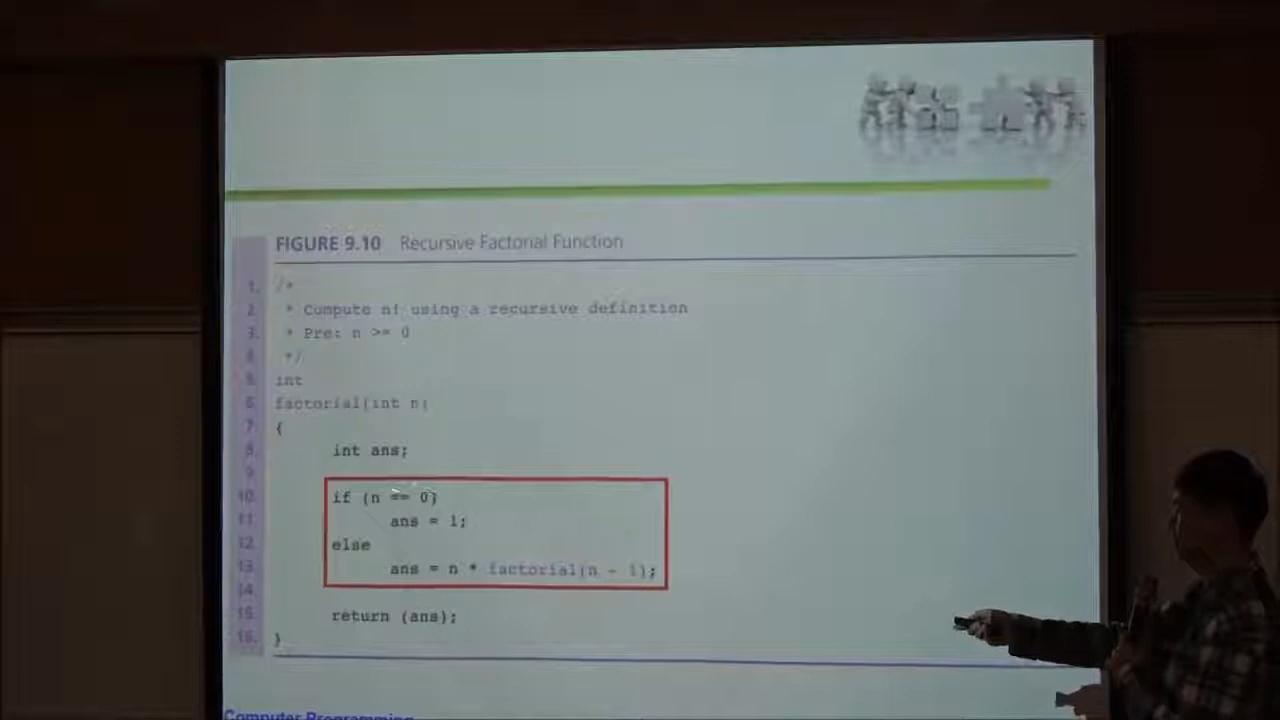 FIGURE 9.10 Recursive Factorial Function
1. /*
2. * Compute n! using a recursive definition
3. * Pre: n >= 0
4. */
5. int
6. factorial(int n)
7. {
8. int ans;
9.
10. if (n == 0)
11. ans = 1;
12. else
13. ans = n * factorial(n - 1);
14.
15. return (ans);
16. }
Computer Programming